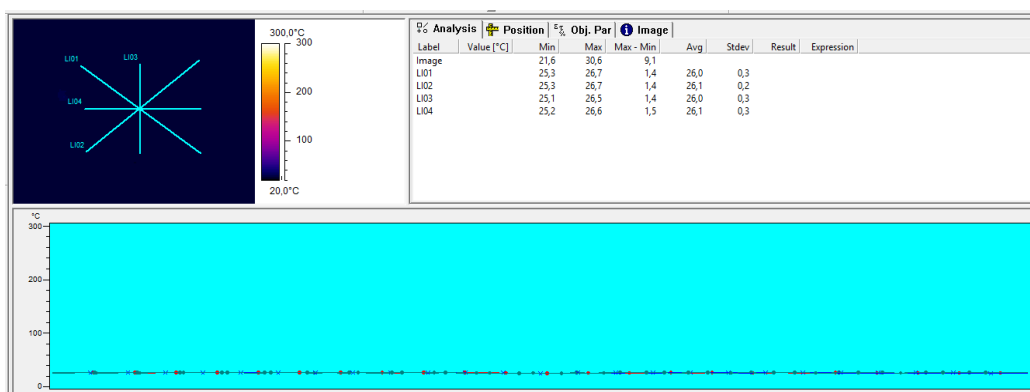 Analysis Position Obj. Par Image
Label Value [°C] Min Max Max - Min Avg Stdev Result Expression
Image 21,6 30,6 9,1
LI01 25,3 26,7 1,4 26,0 0,3
LI02 25,3 26,7 1,4 26,1 0,2
LI03 25,1 26,5 1,4 26,0 0,3
LI04 25,2 26,6 1,5 26,1 0,3
300,0°C
300
200
100
20,0°C
LI01
LI03
LI04
LI02
°C
300
200
100
0